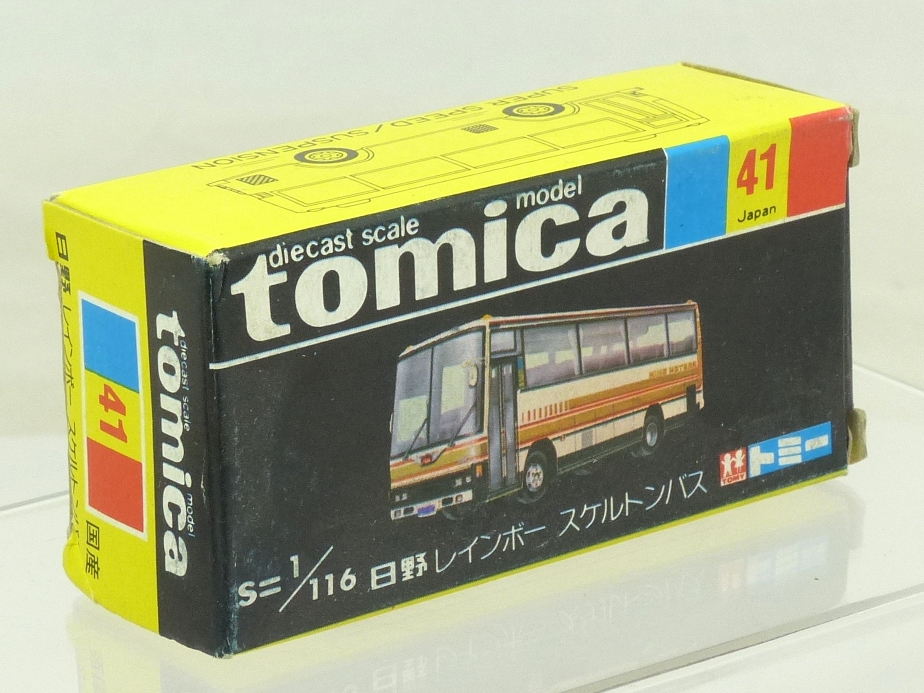 SUPER SPEED/SUSPENSION
diecast scale model
tomica
41
Japan
S=1/116 日野 レインボー スケルトンバス
TOMY
トミー
日野 レインボー スケルトンバス
41
国産
diecast scale model
tomica